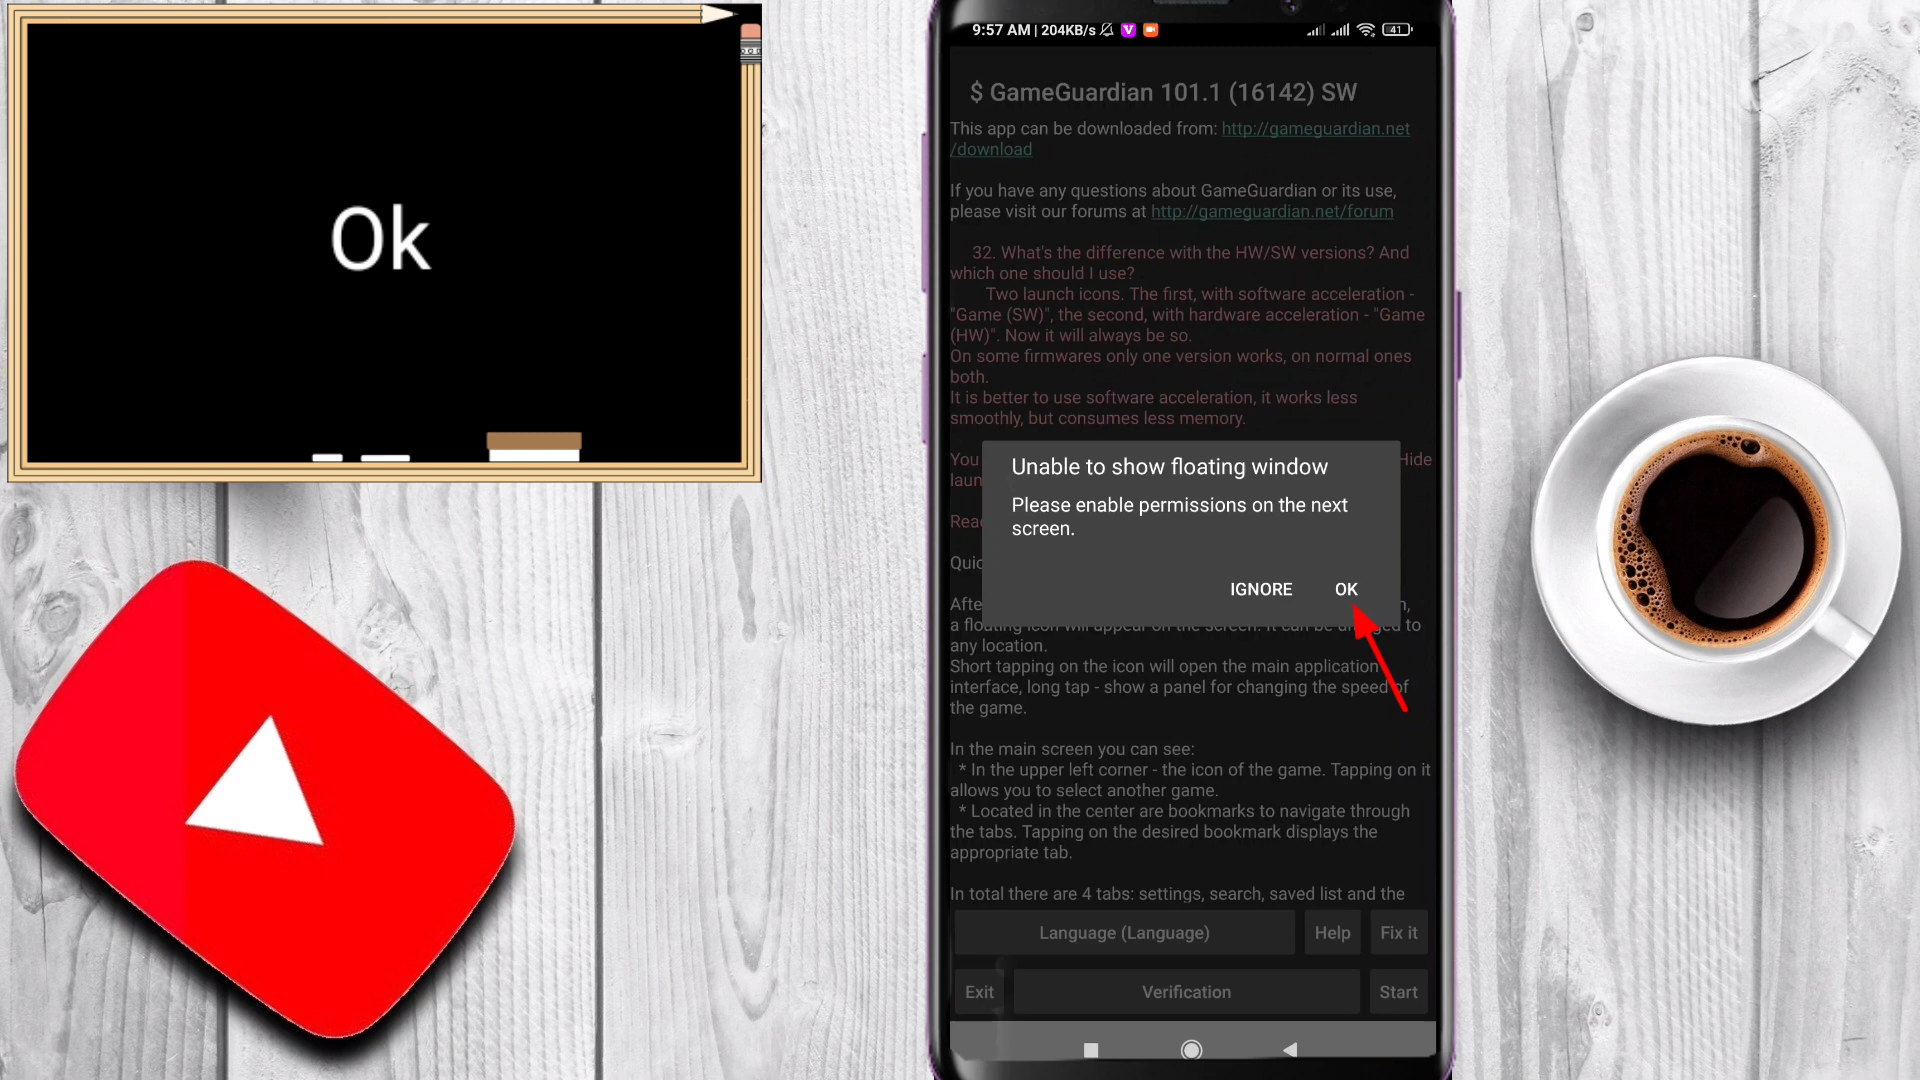 Ok
9:57 AM | 204KB/s
V
41
$ GameGuardian 101.1 (16142) SW
This app can be downloaded from: http://gameguardian.net
/download
If you have any questions about GameGuardian or its use,
please visit our forums at http://gameguardian.net/forum
32. What's the difference with the HW/SW versions? And
which one should I use?
Two launch icons. The first, with software acceleration -
"Game (SW)", the second, with hardware acceleration - "Game
(HW)". Now it will always be so.
On some firmwares only one version works, on normal ones
both.
It is better to use software acceleration, it works less
smoothly, but consumes less memory.
You Hide
Unable to show floating window
Please enable permissions on the next
screen.
IGNORE OK
a floating icon will appear on the screen. It can be dragged to
any location.
Short tapping on the icon will open the main application
interface, long tap - show a panel for changing the speed of
the game.
In the main screen you can see:
* In the upper left corner - the icon of the game. Tapping on it
allows you to select another game.
* Located in the center are bookmarks to navigate through
the tabs. Tapping on the desired bookmark displays the
appropriate tab.
In total there are 4 tabs: settings, search, saved list and the
Language (Language) Help Fix it
Exit Verification Start